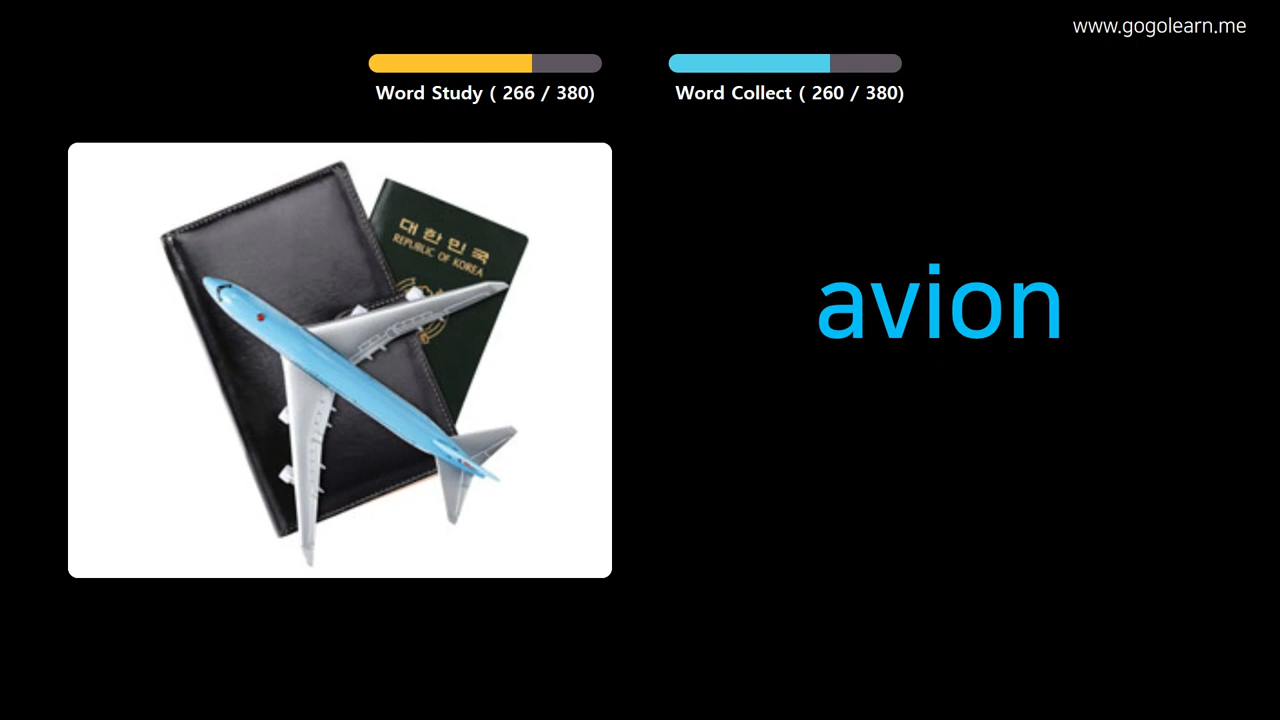 www.gogolearn.me
Word Study ( 266 / 380)
Word Collect ( 260 / 380)
대한민국
REPUBLIC OF KOREA
avion